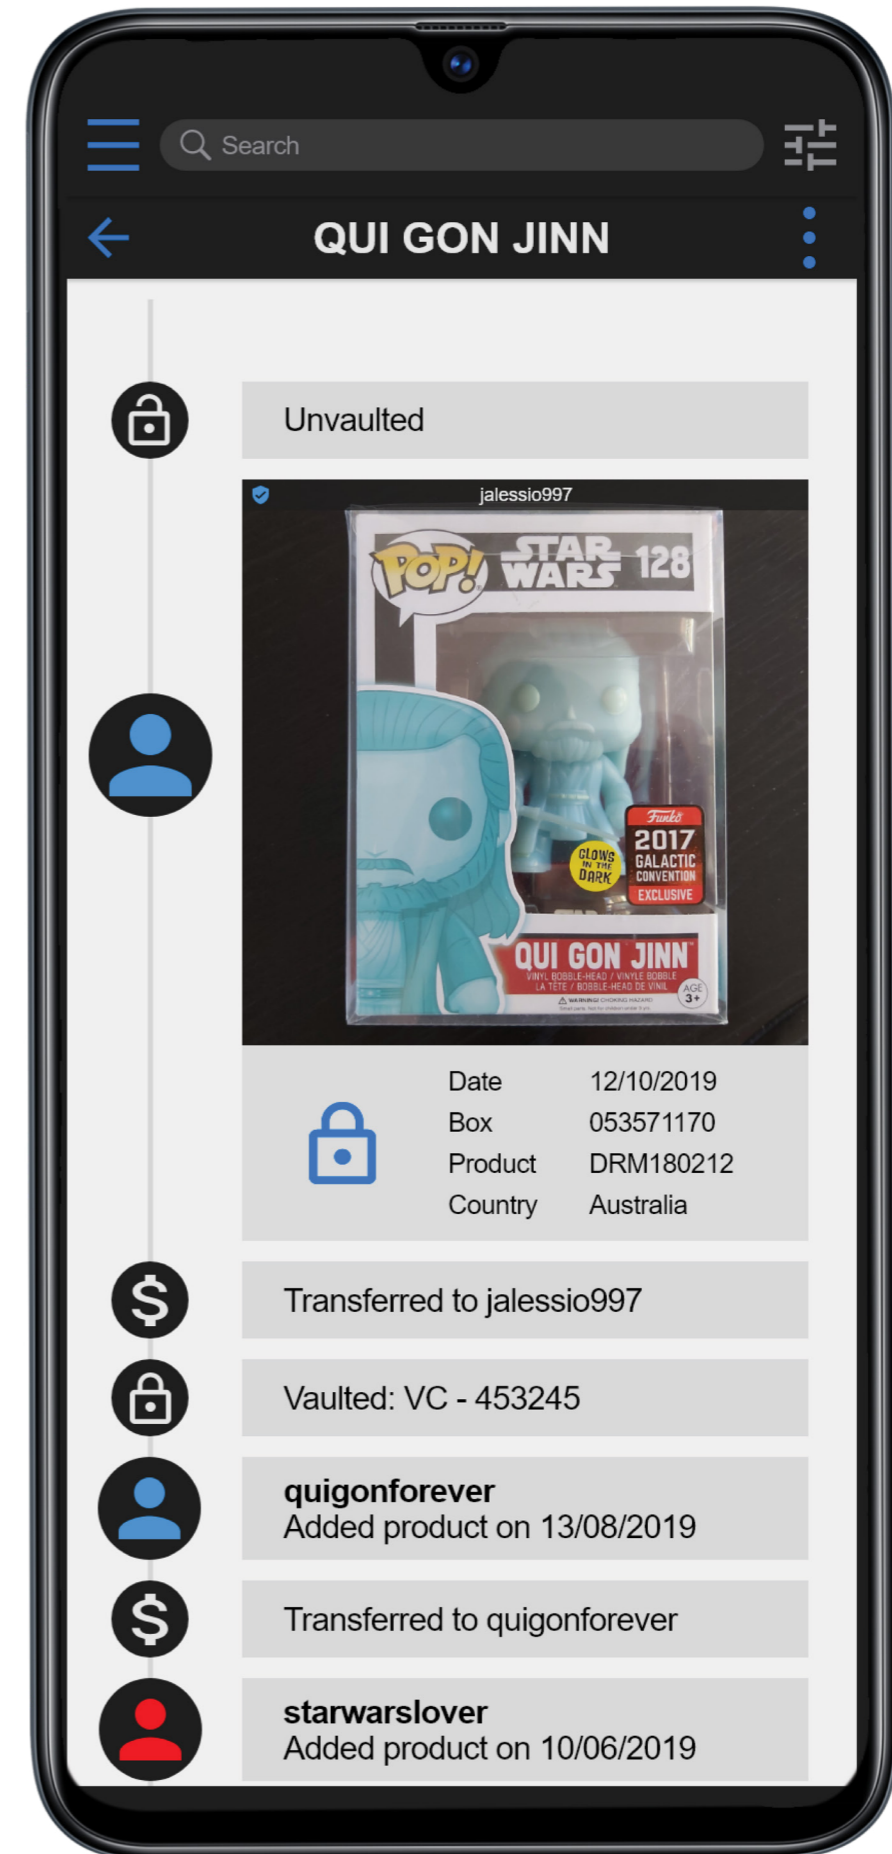 Search
QUI GON JINN
Unvaulted
jalessio997
POP!
STAR
WARS
128
Funko
2017
GALACTIC
CONVENTION
EXCLUSIVE
GLOWS
IN THE
DARK
QUI GON JINN
VINYL BOBBLE-HEAD / VINYLE BOBBLE
LA TÊTE / BOBBLE-HEAD DE VINIL
AGE
3+
WARNING: CHOKING HAZARD
Date 12/10/2019
Box 053571170
Product DRM180212
Country Australia
Transferred to jalessio997
Vaulted: VC - 453245
quigonforever
Added product on 13/08/2019
Transferred to quigonforever
starwarslover
Added product on 10/06/2019